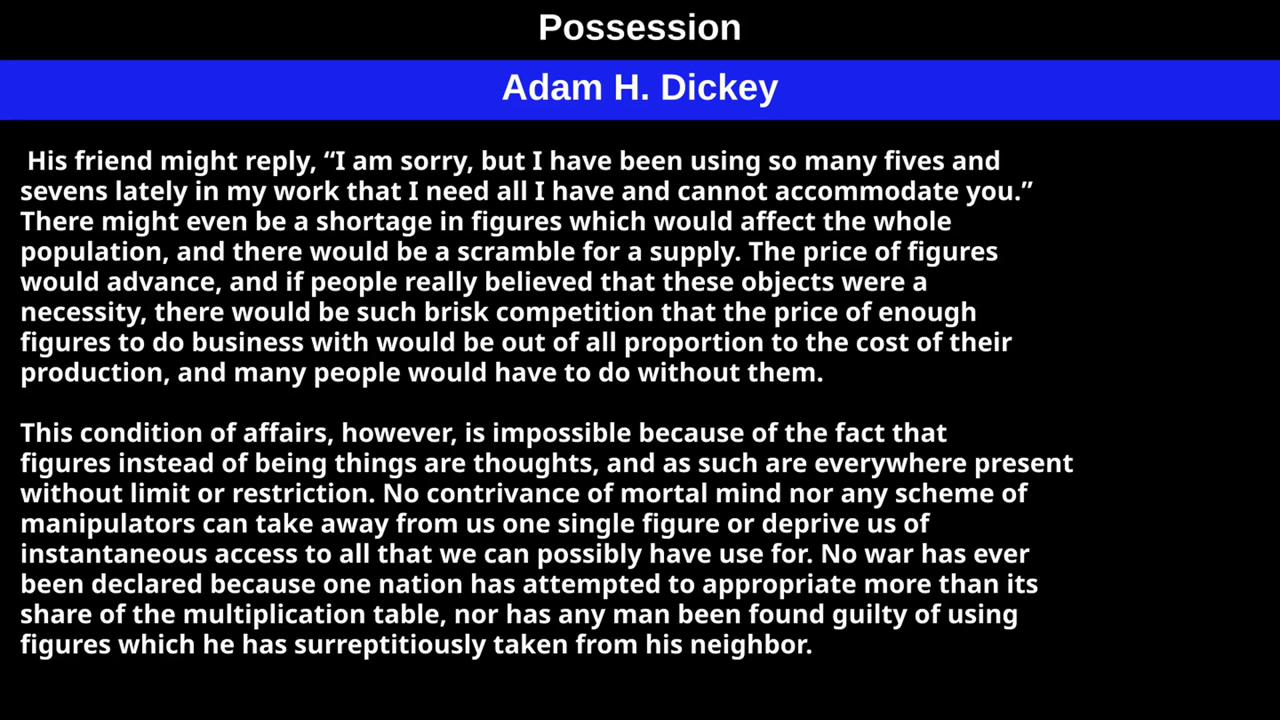 Possession
Adam H. Dickey
His friend might reply, “I am sorry, but I have been using so many fives and
sevens lately in my work that I need all I have and cannot accommodate you.”
There might even be a shortage in figures which would affect the whole
population, and there would be a scramble for a supply. The price of figures
would advance, and if people really believed that these objects were a
necessity, there would be such brisk competition that the price of enough
figures to do business with would be out of all proportion to the cost of their
production, and many people would have to do without them.
This condition of affairs, however, is impossible because of the fact that
figures instead of being things are thoughts, and as such are everywhere present
without limit or restriction. No contrivance of mortal mind nor any scheme of
manipulators can take away from us one single figure or deprive us of
instantaneous access to all that we can possibly have use for. No war has ever
been declared because one nation has attempted to appropriate more than its
share of the multiplication table, nor has any man been found guilty of using
figures which he has surreptitiously taken from his neighbor.